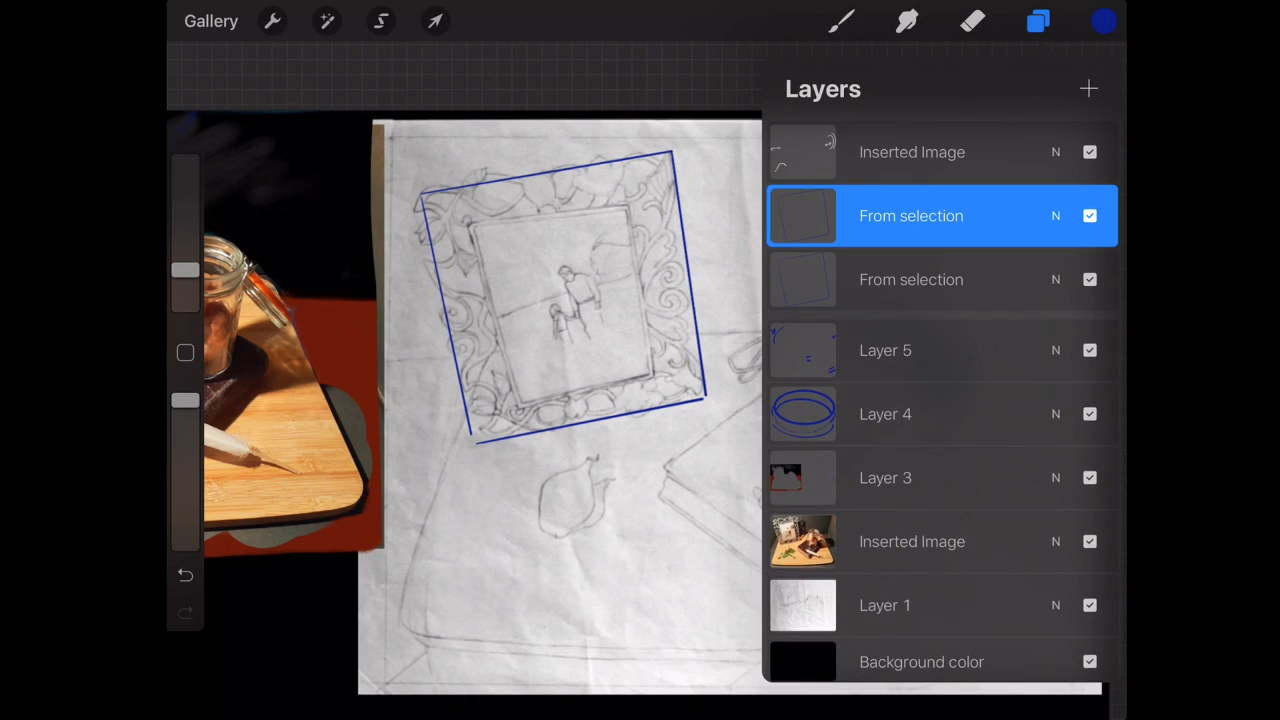 Gallery
Layers
Inserted Image N
From selection N
From selection N
Layer 5 N
Layer 4 N
Layer 3 N
Inserted Image N
Layer 1 N
Background color